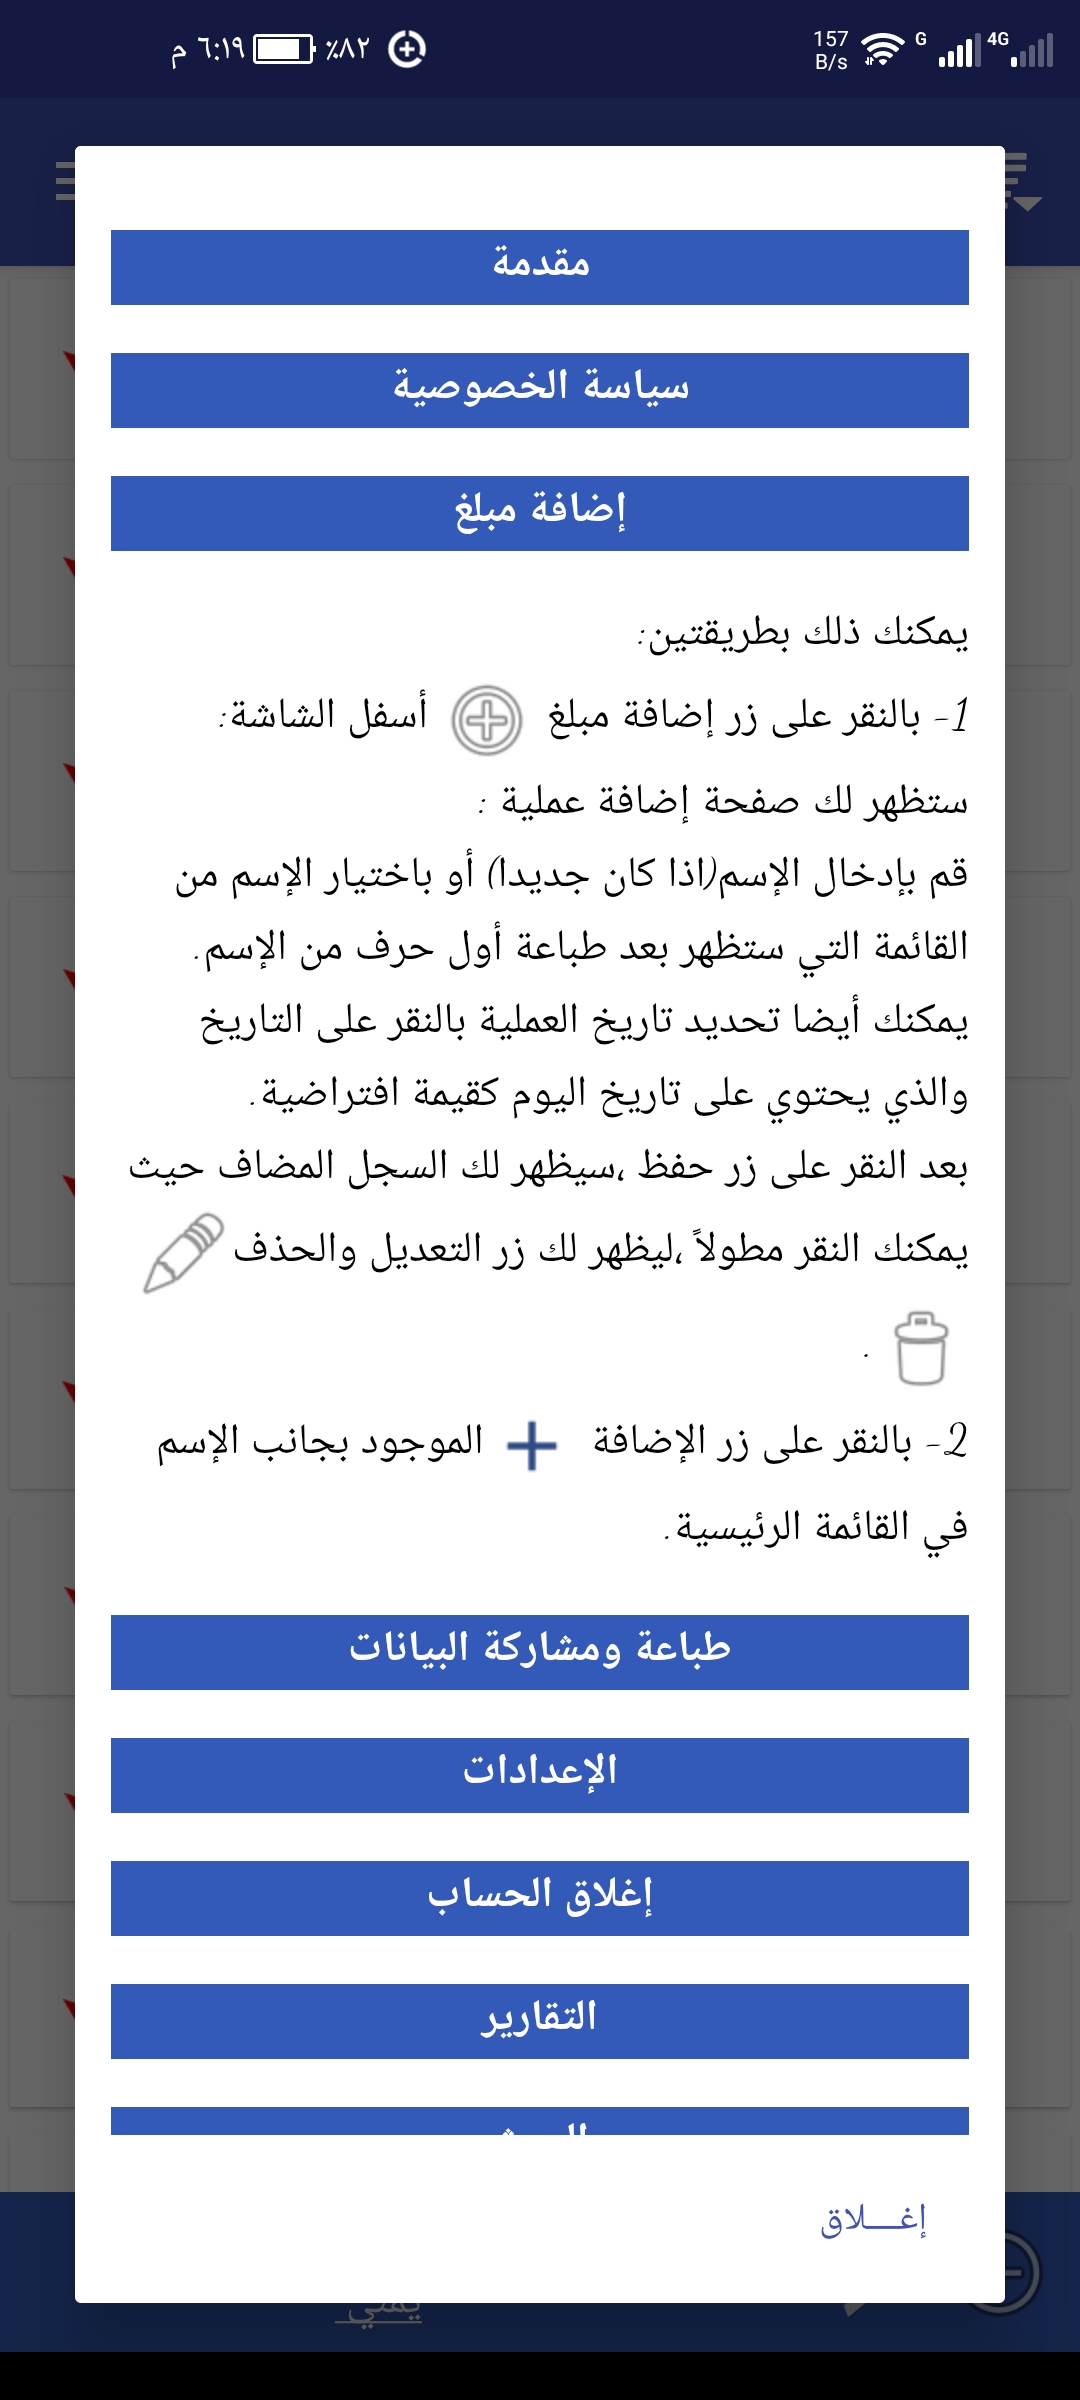 ٦:١٩ م
٪٨٢
157 B/s
G
4G
مقدمة
سياسة الخصوصية
إضافة مبلغ
يمكنك ذلك بطريقتين:
1- بالنقر على زر إضافة مبلغ أسفل الشاشة:
ستظهر لك صفحة إضافة عملية :
قم بإدخال الإسم(اذا كان جديدا) أو باختيار الإسم من
القائمة التي ستظهر بعد طباعة أول حرف من الإسم.
يمكنك أيضا تحديد تاريخ العملية بالنقر على التاريخ
والذي يحتوي على تاريخ اليوم كقيمة افتراضية.
بعد النقر على زر حفظ ،سيظهر لك السجل المضاف حيث
يمكنك النقر مطولاً ،ليظهر لك زر التعديل والحذف
.
2- بالنقر على زر الإضافة الموجود بجانب الإسم
في القائمة الرئيسية.
طباعة ومشاركة البيانات
الإعدادات
إغلاق الحساب
التقارير
إغـــلاق